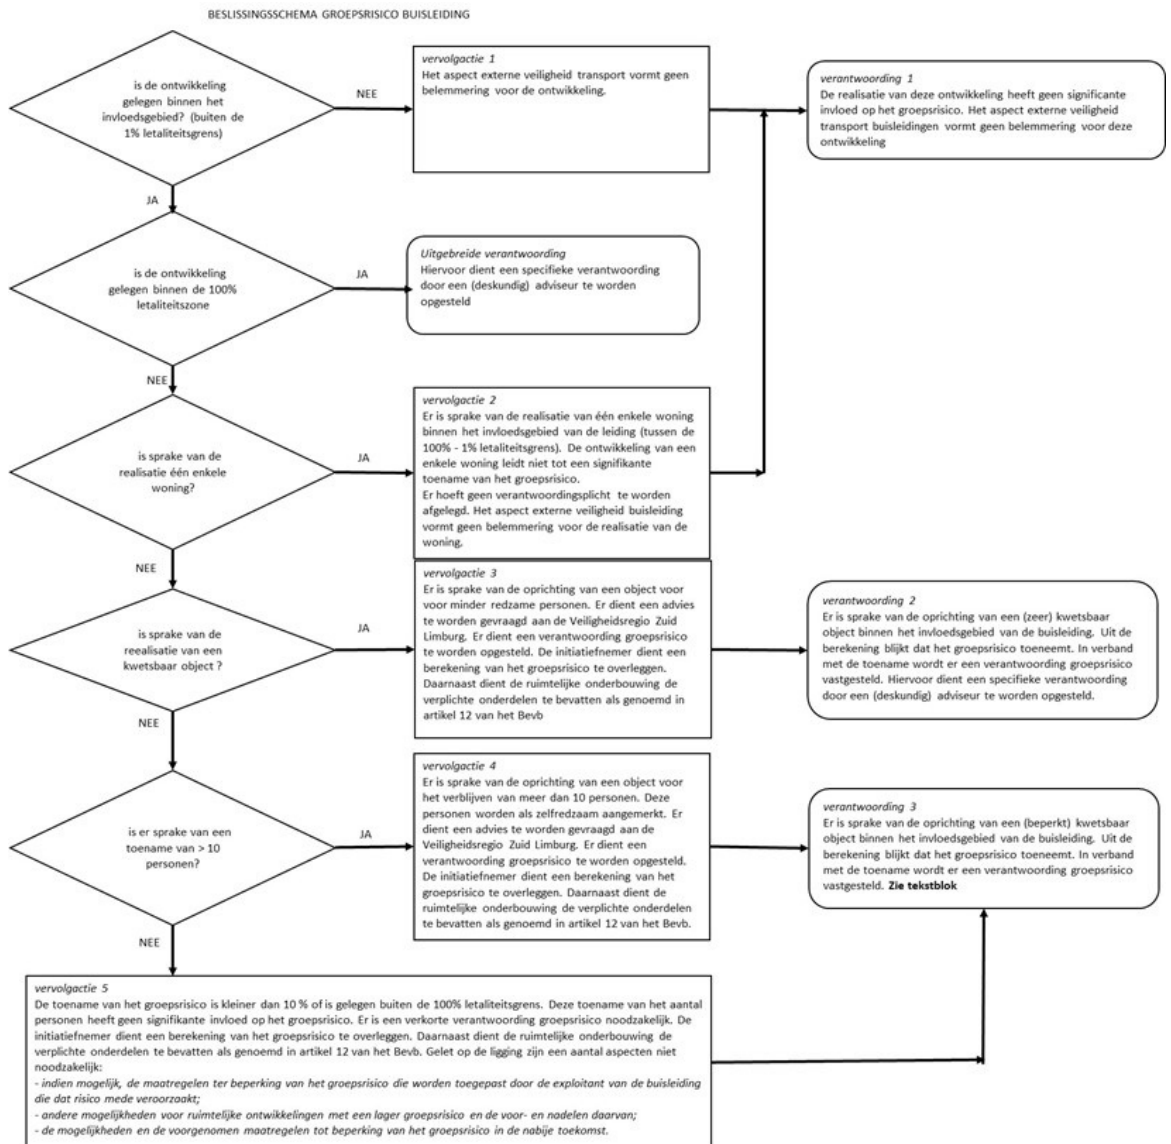 BESLISSINGSSCHEMA GROEPSRISICO BUISLEIDING
is de ontwikkeling
gelegen binnen het
invloedsgebied? (buiten de
1% letaliteitsgrens)
NEE
vervolgactie 1
Het aspect externe veiligheid transport vormt geen
belemmering voor de ontwikkeling.
verantwoording 1
De realisatie van deze ontwikkeling heeft geen significante
invloed op het groepsrisico. Het aspect externe veiligheid
transport buisleidingen vormt geen belemmering voor deze
ontwikkeling
JA
is de ontwikkeling
gelegen binnen de 100%
letaliteitszone
JA
Uitgebreide verantwoording
Hiervoor dient een specifieke verantwoording
door een (deskundig) adviseur te worden
opgesteld
NEE
is sprake van de
realisatie één enkele
woning?
JA
vervolgactie 2
Er is sprake van de realisatie van één enkele woning
binnen het invloedsgebied van de leiding (tussen de
100% - 1% letaliteitsgrens). De ontwikkeling van een
enkele woning leidt niet tot een signifikante
toename van het groepsrisico.
Er hoeft geen verantwoordingsplicht te worden
afgelegd. Het aspect externe veiligheid buisleiding
vormt geen belemmering voor de realisatie van de
woning.
NEE
is sprake van de
reealisatie van een
kwetsbaar object ?
JA
vervolgactie 3
Er is sprake van de oprichting van een object voor
voor minder redzame personen. Er dient een advies
te worden gevraagd aan de Veiligheidsregio Zuid
Limburg. Er dient een verantwoording groepsrisico
te worden opgesteld. De initiatiefnemer dient een
berekening van het groepsrisico te overleggen.
Daarnaast dient de ruimtelijke onderbouwing de
verplichte onderdelen te bevatten als genoemd in
artikel 12 van het Bevb
verantwoording 2
Er is sprake van de oprichting van een (zeer) kwetsbaar
object binnen het invloedsgebied van de buisleiding. Uit de
berekening blijkt dat het groepsrisico toeneemt. In verband
met de toename wordt er een verantwoording groepsrisico
vastgesteld. Hiervoor dient een specifieke verantwoording
door een (deskundig) adviseur te worden opgesteld.
NEE
is er sprake van een
toename van > 10
personen?
JA
vervolgactie 4
Er is sprake van de oprichting van een object voor
het verblijven van meer dan 10 personen. Deze
personen worden als zelfredzaam aangemerkt. Er
dient een advies te worden gevraagd aan de
Veiligheidsregio Zuid Limburg. Er dient een
verantwoording groepsrisico te worden opgesteld.
De initiatiefnemer dient een berekening van het
groepsrisico te overleggen. Daarnaast dient de
ruimtelijke onderbouwing de verplichte onderdelen
te bevatten als genoemd in artikel 12 van het Bevb.
verantwoording 3
Er is sprake van de oprichting van een (beperkt) kwetsbaar
object binnen het invloedsgebied van de buisleiding. Uit de
berekening blijkt dat het groepsrisico toeneemt. In verband
met de toename wordt er een verantwoording groepsrisico
vastgesteld. Zie tekstblok
NEE
vervolgactie 5
De toename van het groepsrisico is kleiner dan 10 % of is gelegen buiten de 100% letaliteitsgrens. Deze toename van het aantal
personen heeft geen signifikante invloed op het groepsrisico. Er is een verkorte verantwoording groepsrisico noodzakelijk. De
initiatiefnemer dient een berekening van het groepsrisico te overleggen. Daarnaast dient de ruimtelijke onderbouwing de
verplichte onderdelen te bevatten als genoemd in artikel 12 van het Bevb. Gelet op de ligging zijn een aantal aspecten niet
noodzakelijk:
- indien mogelijk, de maatregelen ter beperking van het groepsrisico die worden toegepast door de exploitant van de buisleiding
die dat risico mede veroorzaakt;
- andere mogelijkheden voor ruimtelijke ontwikkelingen met een lager groepsrisico en de voor- en nadelen daarvan;
- de mogelijkheden en de voorgenomen maatregelen tot beperking van het groepsrisico in de nabije toekomst.